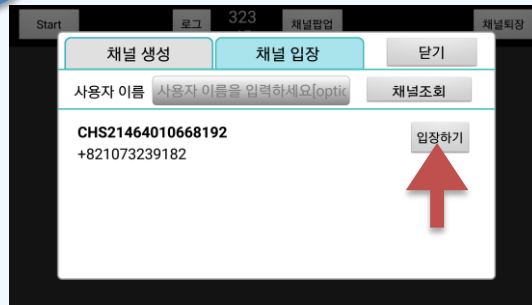 Start 로그 323 채널팝업 채널퇴장
채널 생성 채널 입장 닫기
사용자 이름 사용자 이름을 입력하세요[optic 채널조회
CHS21464010668192 입장하기
+821073239182